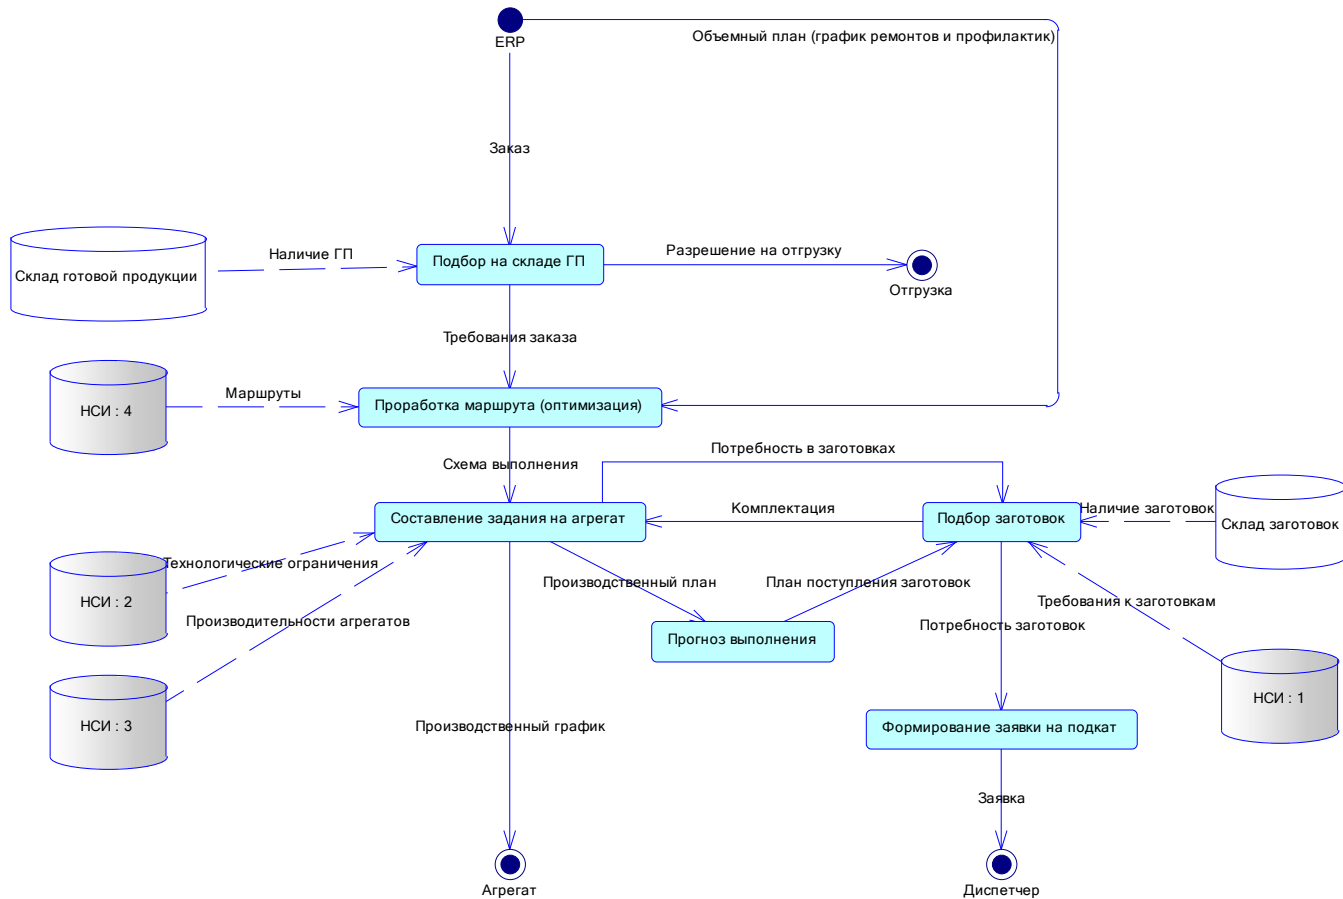 ERP
Объемный план (график ремонтов и профилактик)
Заказ
Наличие ГП
Подбор на складе ГП
Разрешение на отгрузку
Склад готовой продукции
Отгрузка
Требования заказа
Маршруты
НСИ : 4
Проработка маршрута (оптимизация)
Потребность в заготовках
Схема выполнения
Составление задания на агрегат
Комплектация
Подбор заготовок
Наличие заготовок
Склад заготовок
Технологические ограничения
Производственный план
План поступления заготовок
НСИ : 2
Требования к заготовкам
Производительности агрегатов
Потребность заготовок
Прогноз выполнения
НСИ : 1
НСИ : 3
Производственный график
Формирование заявки на подкат
Заявка
Агрегат
Диспетчер